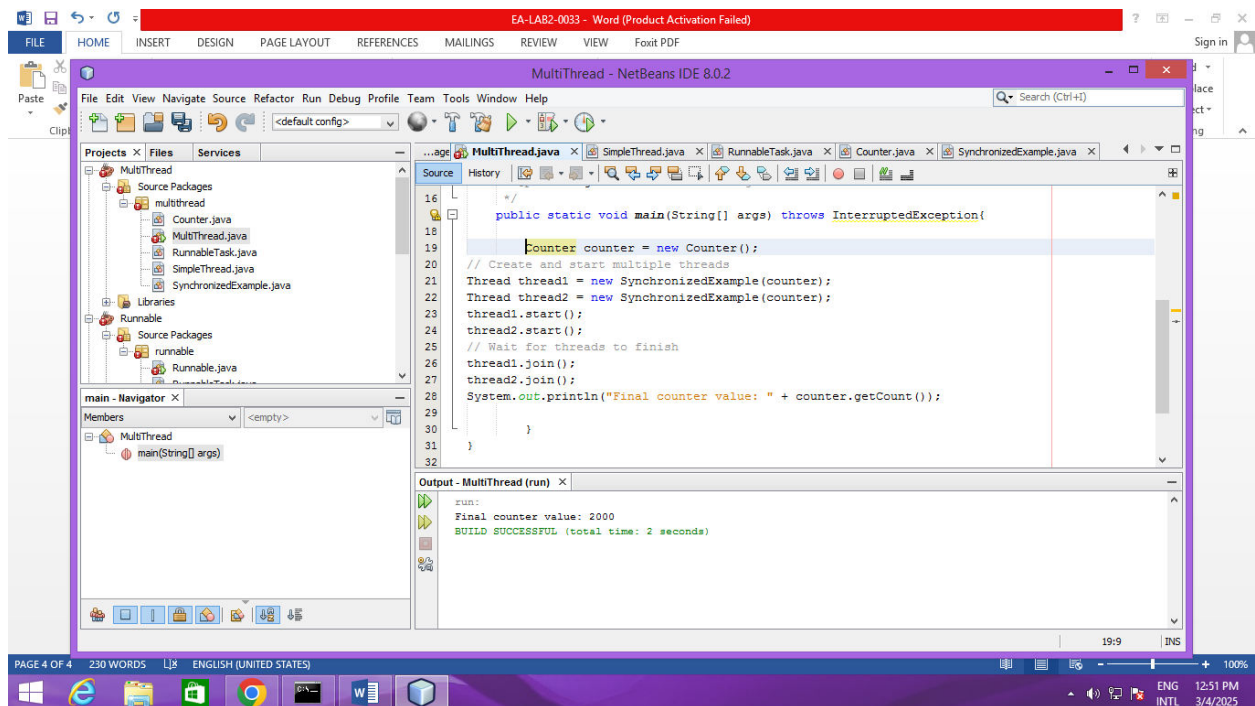 EA-LAB2-0033 - Word (Product Activation Failed)
FILE HOME INSERT DESIGN PAGE LAYOUT REFERENCES MAILINGS REVIEW VIEW Foxit PDF Sign in
Paste
MultiThread - NetBeans IDE 8.0.2
File Edit View Navigate Source Refactor Run Debug Profile Team Tools Window Help
Search (Ctrl+I)
<default config>
Projects Files Services
MultiThread
Source Packages
multithread
Counter.java
MultiThread.java
RunnableTask.java
SimpleThread.java
SynchronizedExample.java
Libraries
Runnable
Source Packages
runnable
Runnable.java
main - Navigator
Members <empty>
MultiThread
main(String[] args)
...age MultiThread.java SimpleThread.java RunnableTask.java Counter.java SynchronizedExample.java
Source History
16 */
public static void main(String[] args) throws InterruptedException{
18
19 Counter counter = new Counter();
20 // Create and start multiple threads
21 Thread thread1 = new SynchronizedExample(counter);
22 Thread thread2 = new SynchronizedExample(counter);
23 thread1.start();
24 thread2.start();
25 // Wait for threads to finish
26 thread1.join();
27 thread2.join();
28 System.out.println("Final counter value: " + counter.getCount());
29
30 }
31 }
32
Output - MultiThread (run)
run:
Final counter value: 2000
BUILD SUCCESSFUL (total time: 2 seconds)
19:9 INS
PAGE 4 OF 4 230 WORDS ENGLISH (UNITED STATES) 100%
ENG 12:51 PM
INTL 3/4/2025